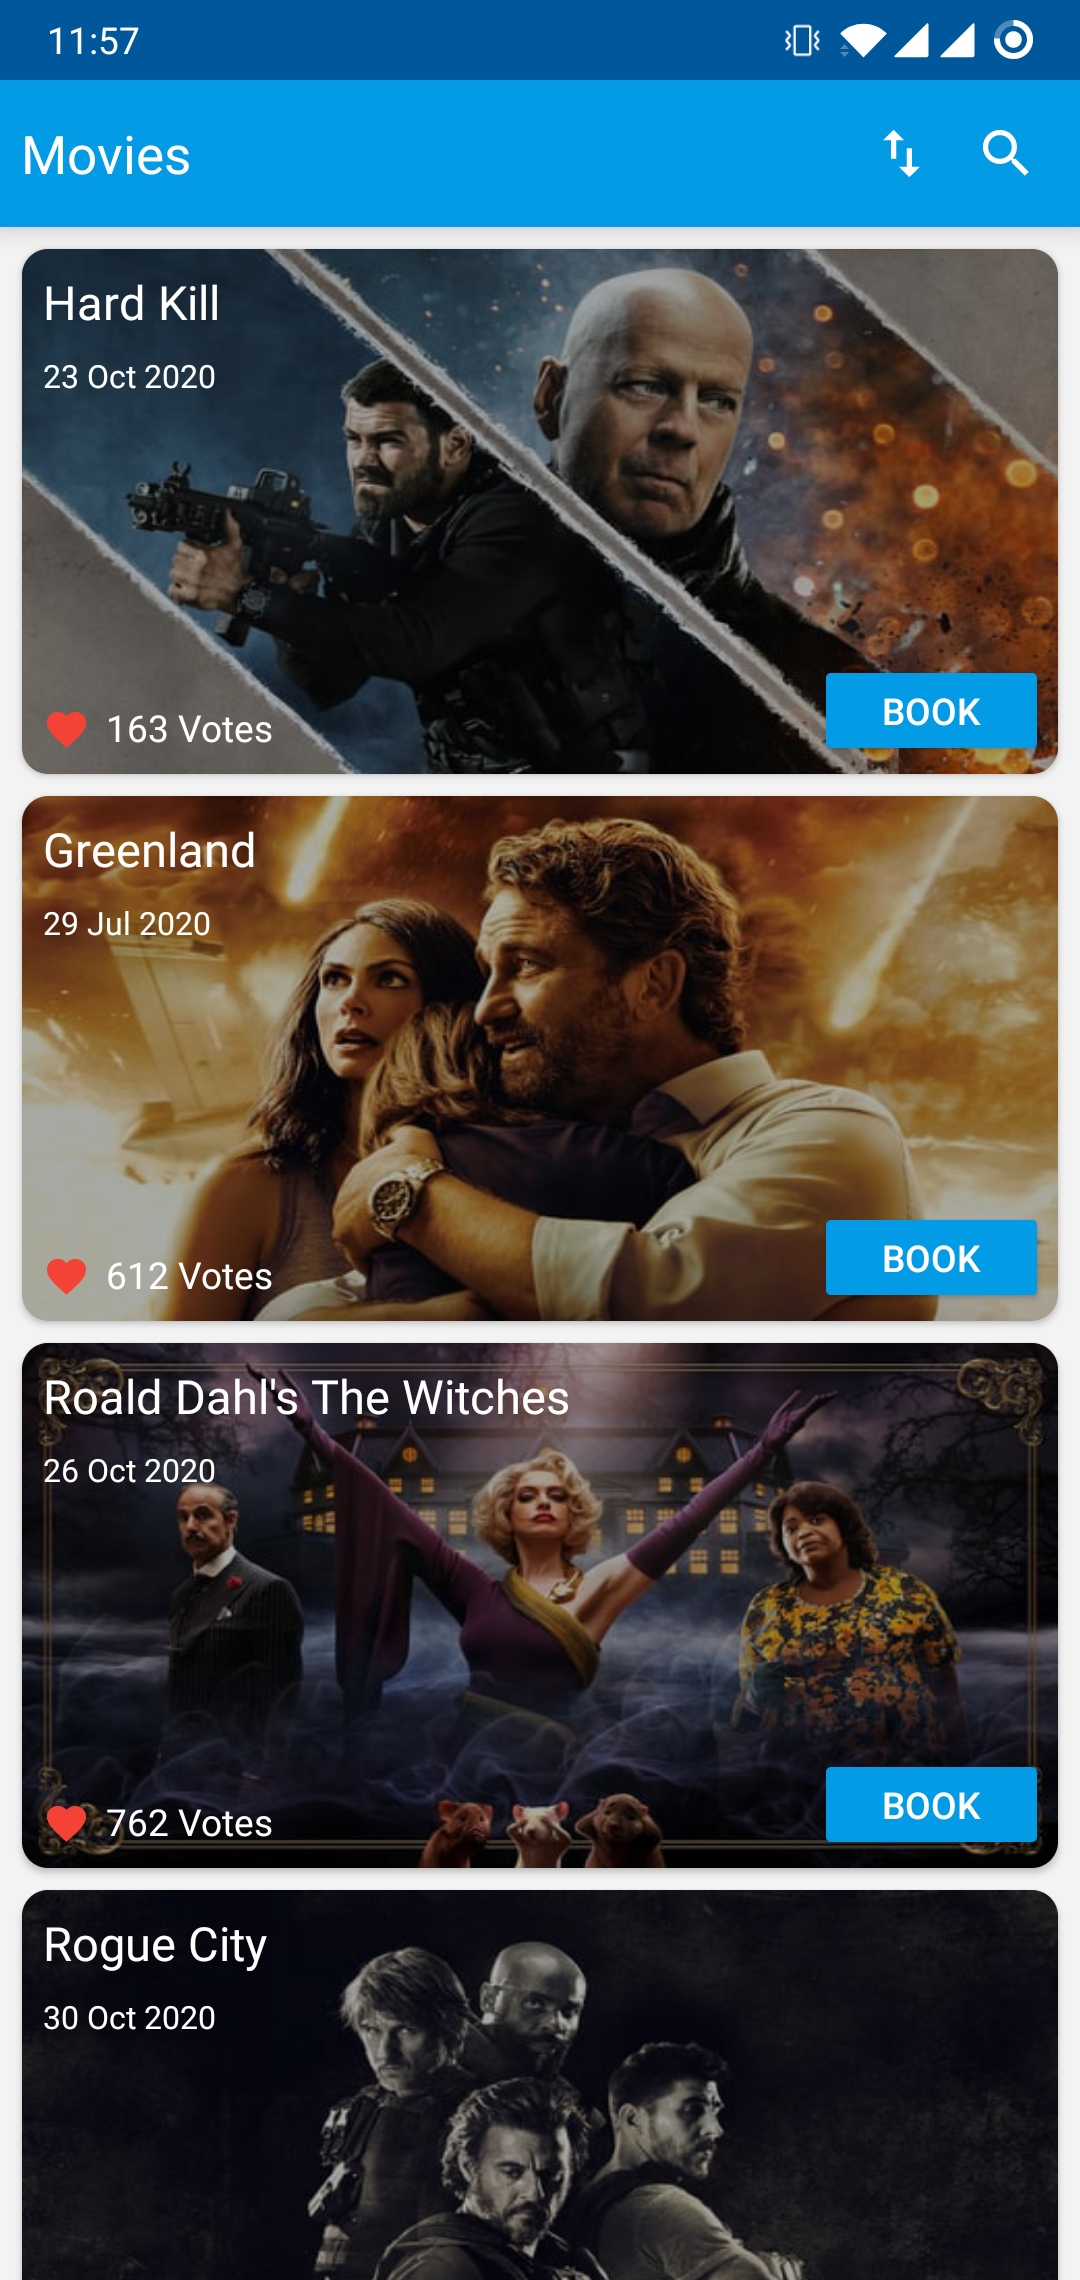 11:57
Movies
Hard Kill
23 Oct 2020
163 Votes
BOOK
Greenland
29 Jul 2020
612 Votes
BOOK
Roald Dahl's The Witches
26 Oct 2020
762 Votes
BOOK
Rogue City
30 Oct 2020